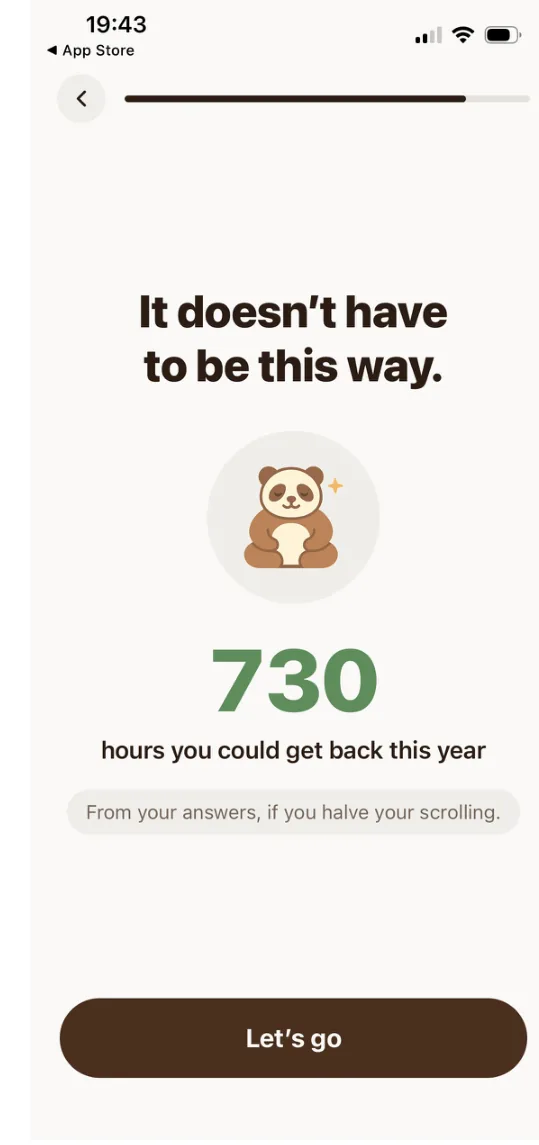 19:43
◀ App Store
It doesn’t have
to be this way.
730
hours you could get back this year
From your answers, if you halve your scrolling.
Let’s go